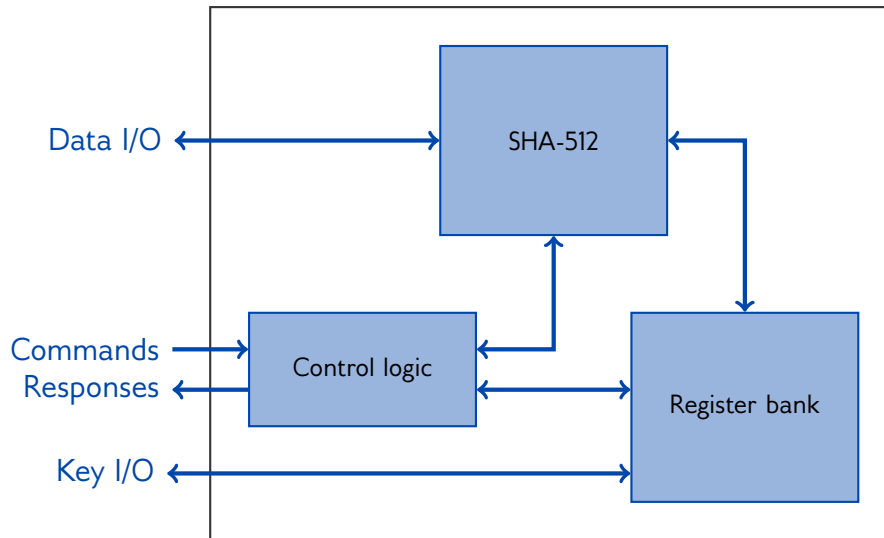 SHA-512
Data I/O
Commands
Responses
Control logic
Register bank
Key I/O